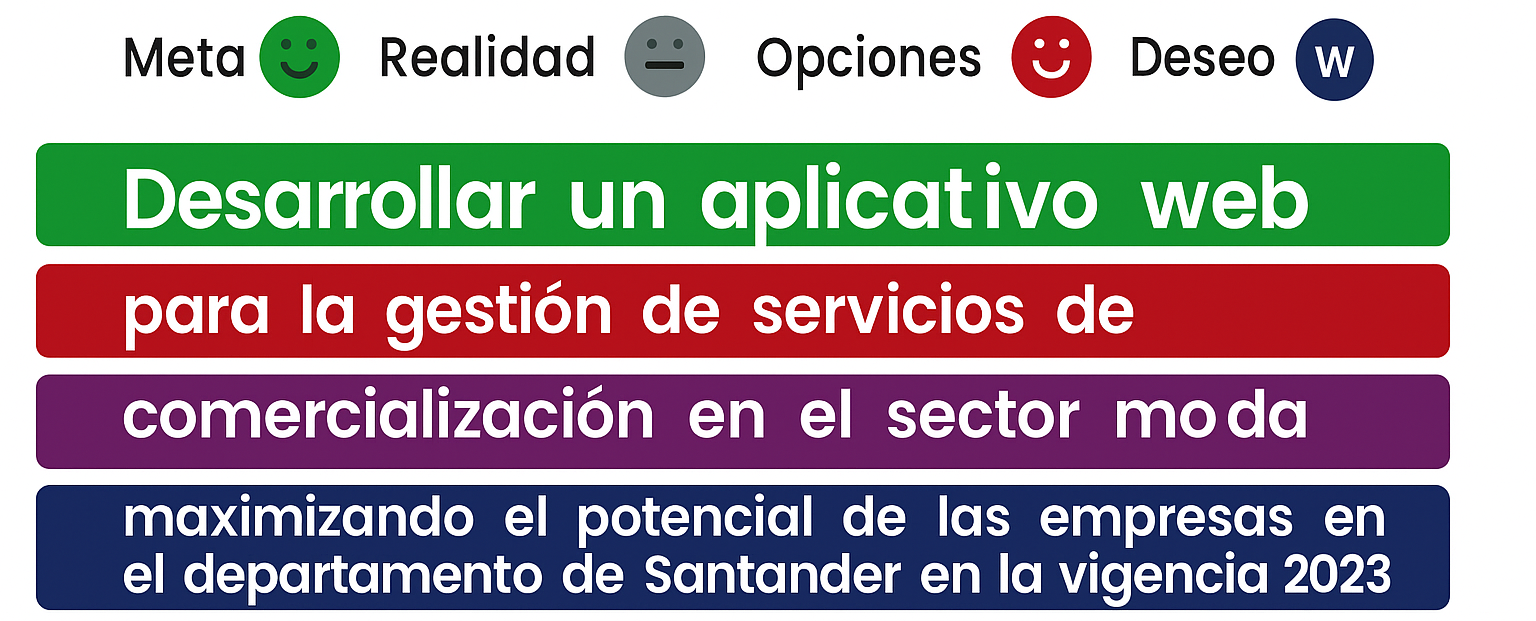 Meta Realidad Opciones Deseo W
Desarrollar un aplicativo web
para la gestión de servicios de
comercialización en el sector moda
maximizando el potencial de las empresas en
el departamento de Santander en la vigencia 2023